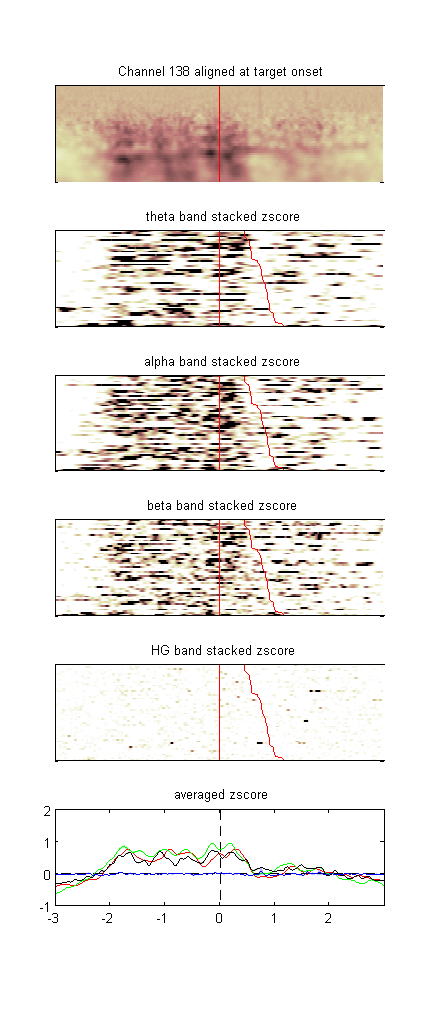 Channel 138 aligned at target onset
theta band stacked zscore
alpha band stacked zscore
beta band stacked zscore
HG band stacked zscore
averaged zscore
2
1
0
-1
-3 -2 -1 0 1 2